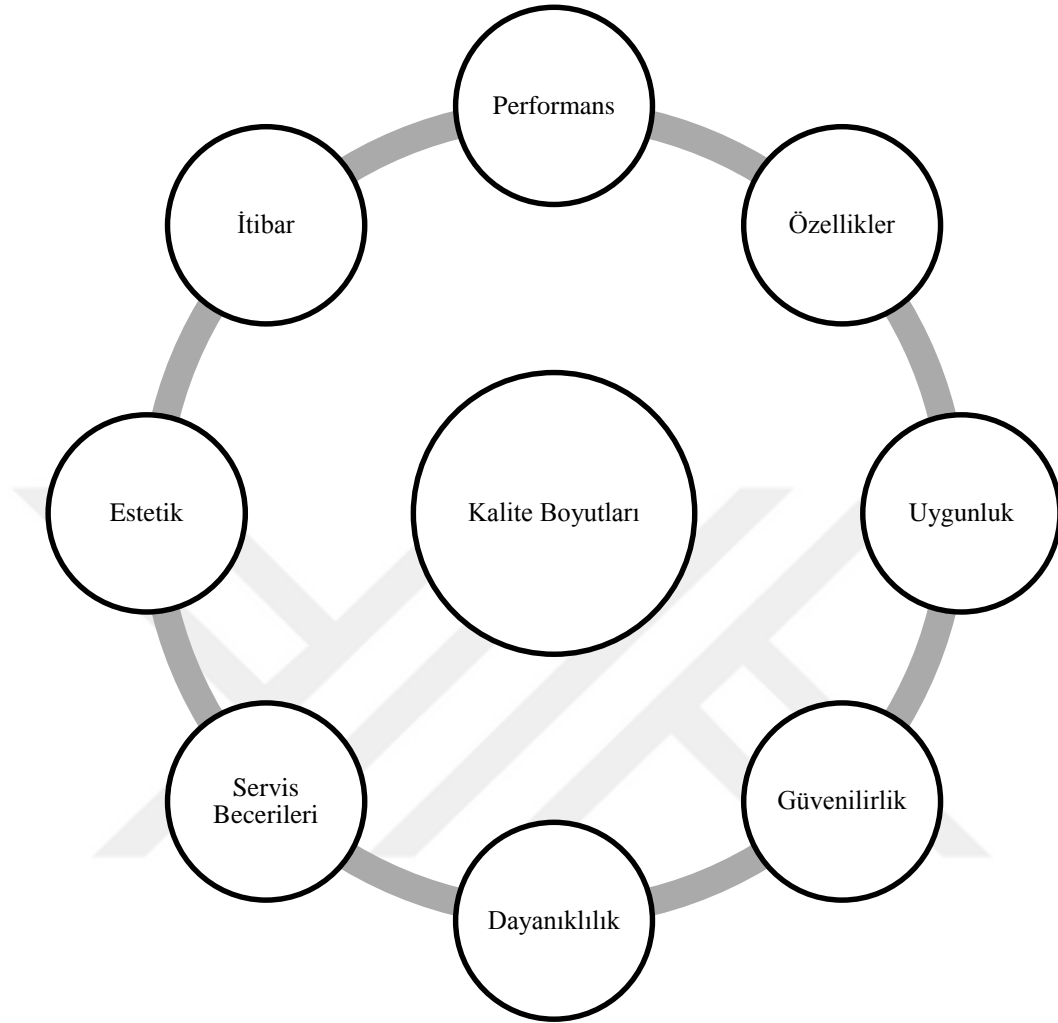 Performans
Özellikler
Uygunluk
Güvenilirlik
Dayanıklılık
Servis
Becerileri
Estetik
İtibar
Kalite Boyutları